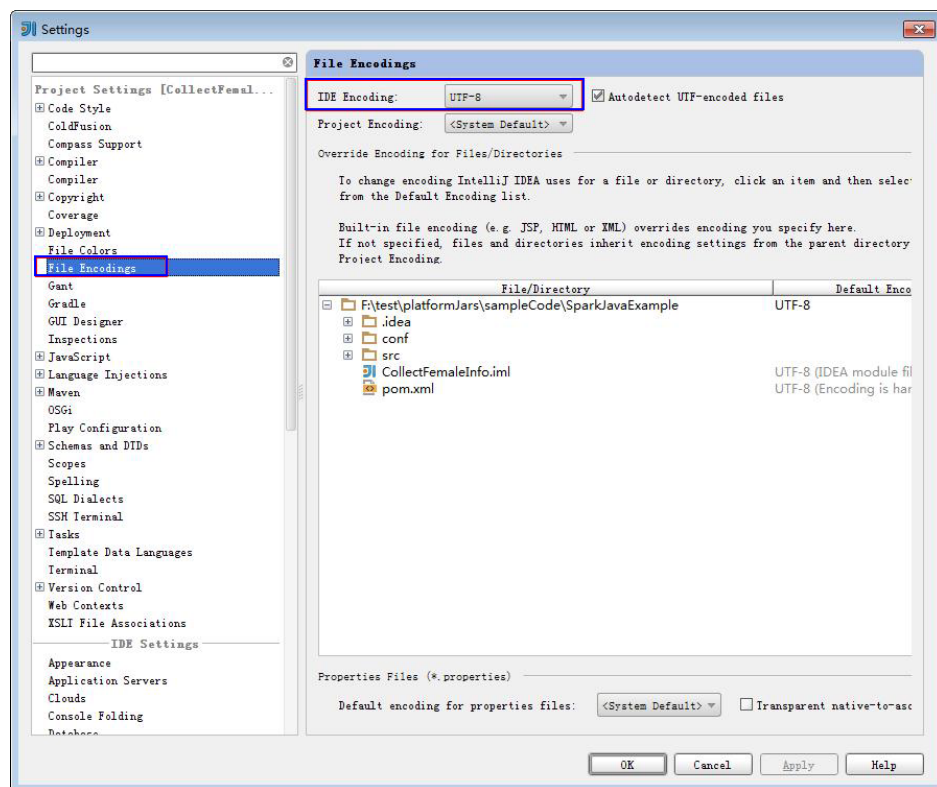 Settings
Project Settings [CollectFemal...
Code Style
ColdFusion
Compass Support
Compiler
Compiler
Copyright
Coverage
Deployment
File Colors
File Encodings
Gant
Gradle
GUI Designer
Inspections
JavaScript
Language Injections
Maven
OSGi
Play Configuration
Schemas and DTDs
Scopes
Spelling
SQL Dialects
SSH Terminal
Tasks
Template Data Languages
Terminal
Version Control
Web Contexts
XSLT File Associations
IDE Settings
Appearance
Application Servers
Clouds
Console Folding
Database
File Encodings
IDE Encoding: UTF-8 Autodetect UTF-encoded files
Project Encoding: <System Default>
Override Encoding for Files/Directories
To change encoding IntelliJ IDEA uses for a file or directory, click an item and then selec
from the Default Encoding list.
Built-in file encoding (e.g. JSP, HTML or XML) overrides encoding you specify here.
If not specified, files and directories inherit encoding settings from the parent directory
Project Encoding.
File/Directory Default Enco
F:\test\platformJars\sampleCode\SparkJavaExample UTF-8
.idea
conf
src
CollectFemaleInfo.iml UTF-8 (IDEA module fil
pom.xml UTF-8 (Encoding is har
Properties Files (*.properties)
Default encoding for properties files: <System Default> Transparent native-to-asc
OK Cancel Apply Help